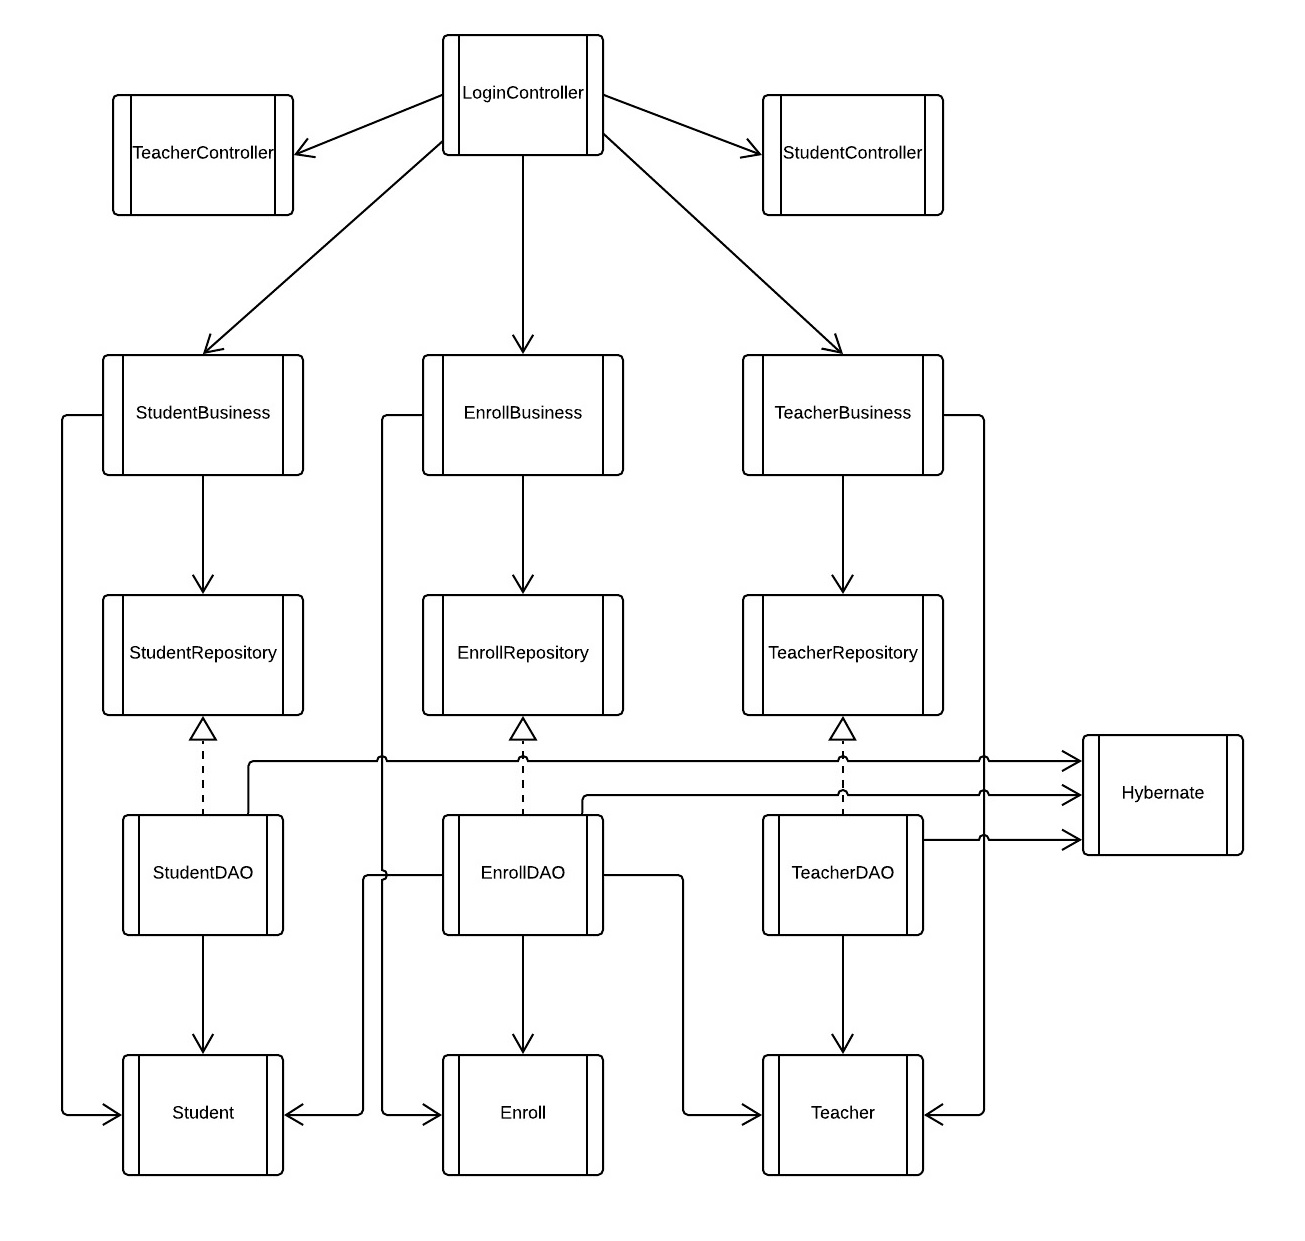 LoginController
TeacherController
StudentController
StudentBusiness
EnrollBusiness
TeacherBusiness
StudentRepository
EnrollRepository
TeacherRepository
Hybernate
StudentDAO
EnrollDAO
TeacherDAO
Student
Enroll
Teacher